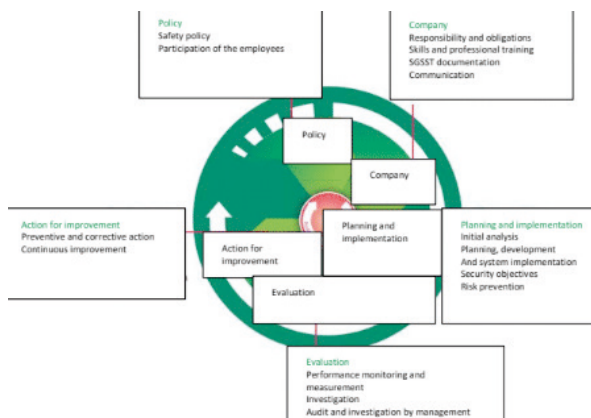 Policy
Safety policy
Participation of the employees
Company
Responsibility and obligations
Skills and professional training
SGSST documentation
Communication
Policy
Company
Action for improvement
Preventive and corrective action
Continuous improvement
Action for
improvement
Planning and
implementation
Planning and implementation
Initial analysis
Planning, development
And system implementation
Security objectives
Risk prevention
Evaluation
Evaluation
Performance monitoring and
measurement
Investigation
Audit and investigation by management